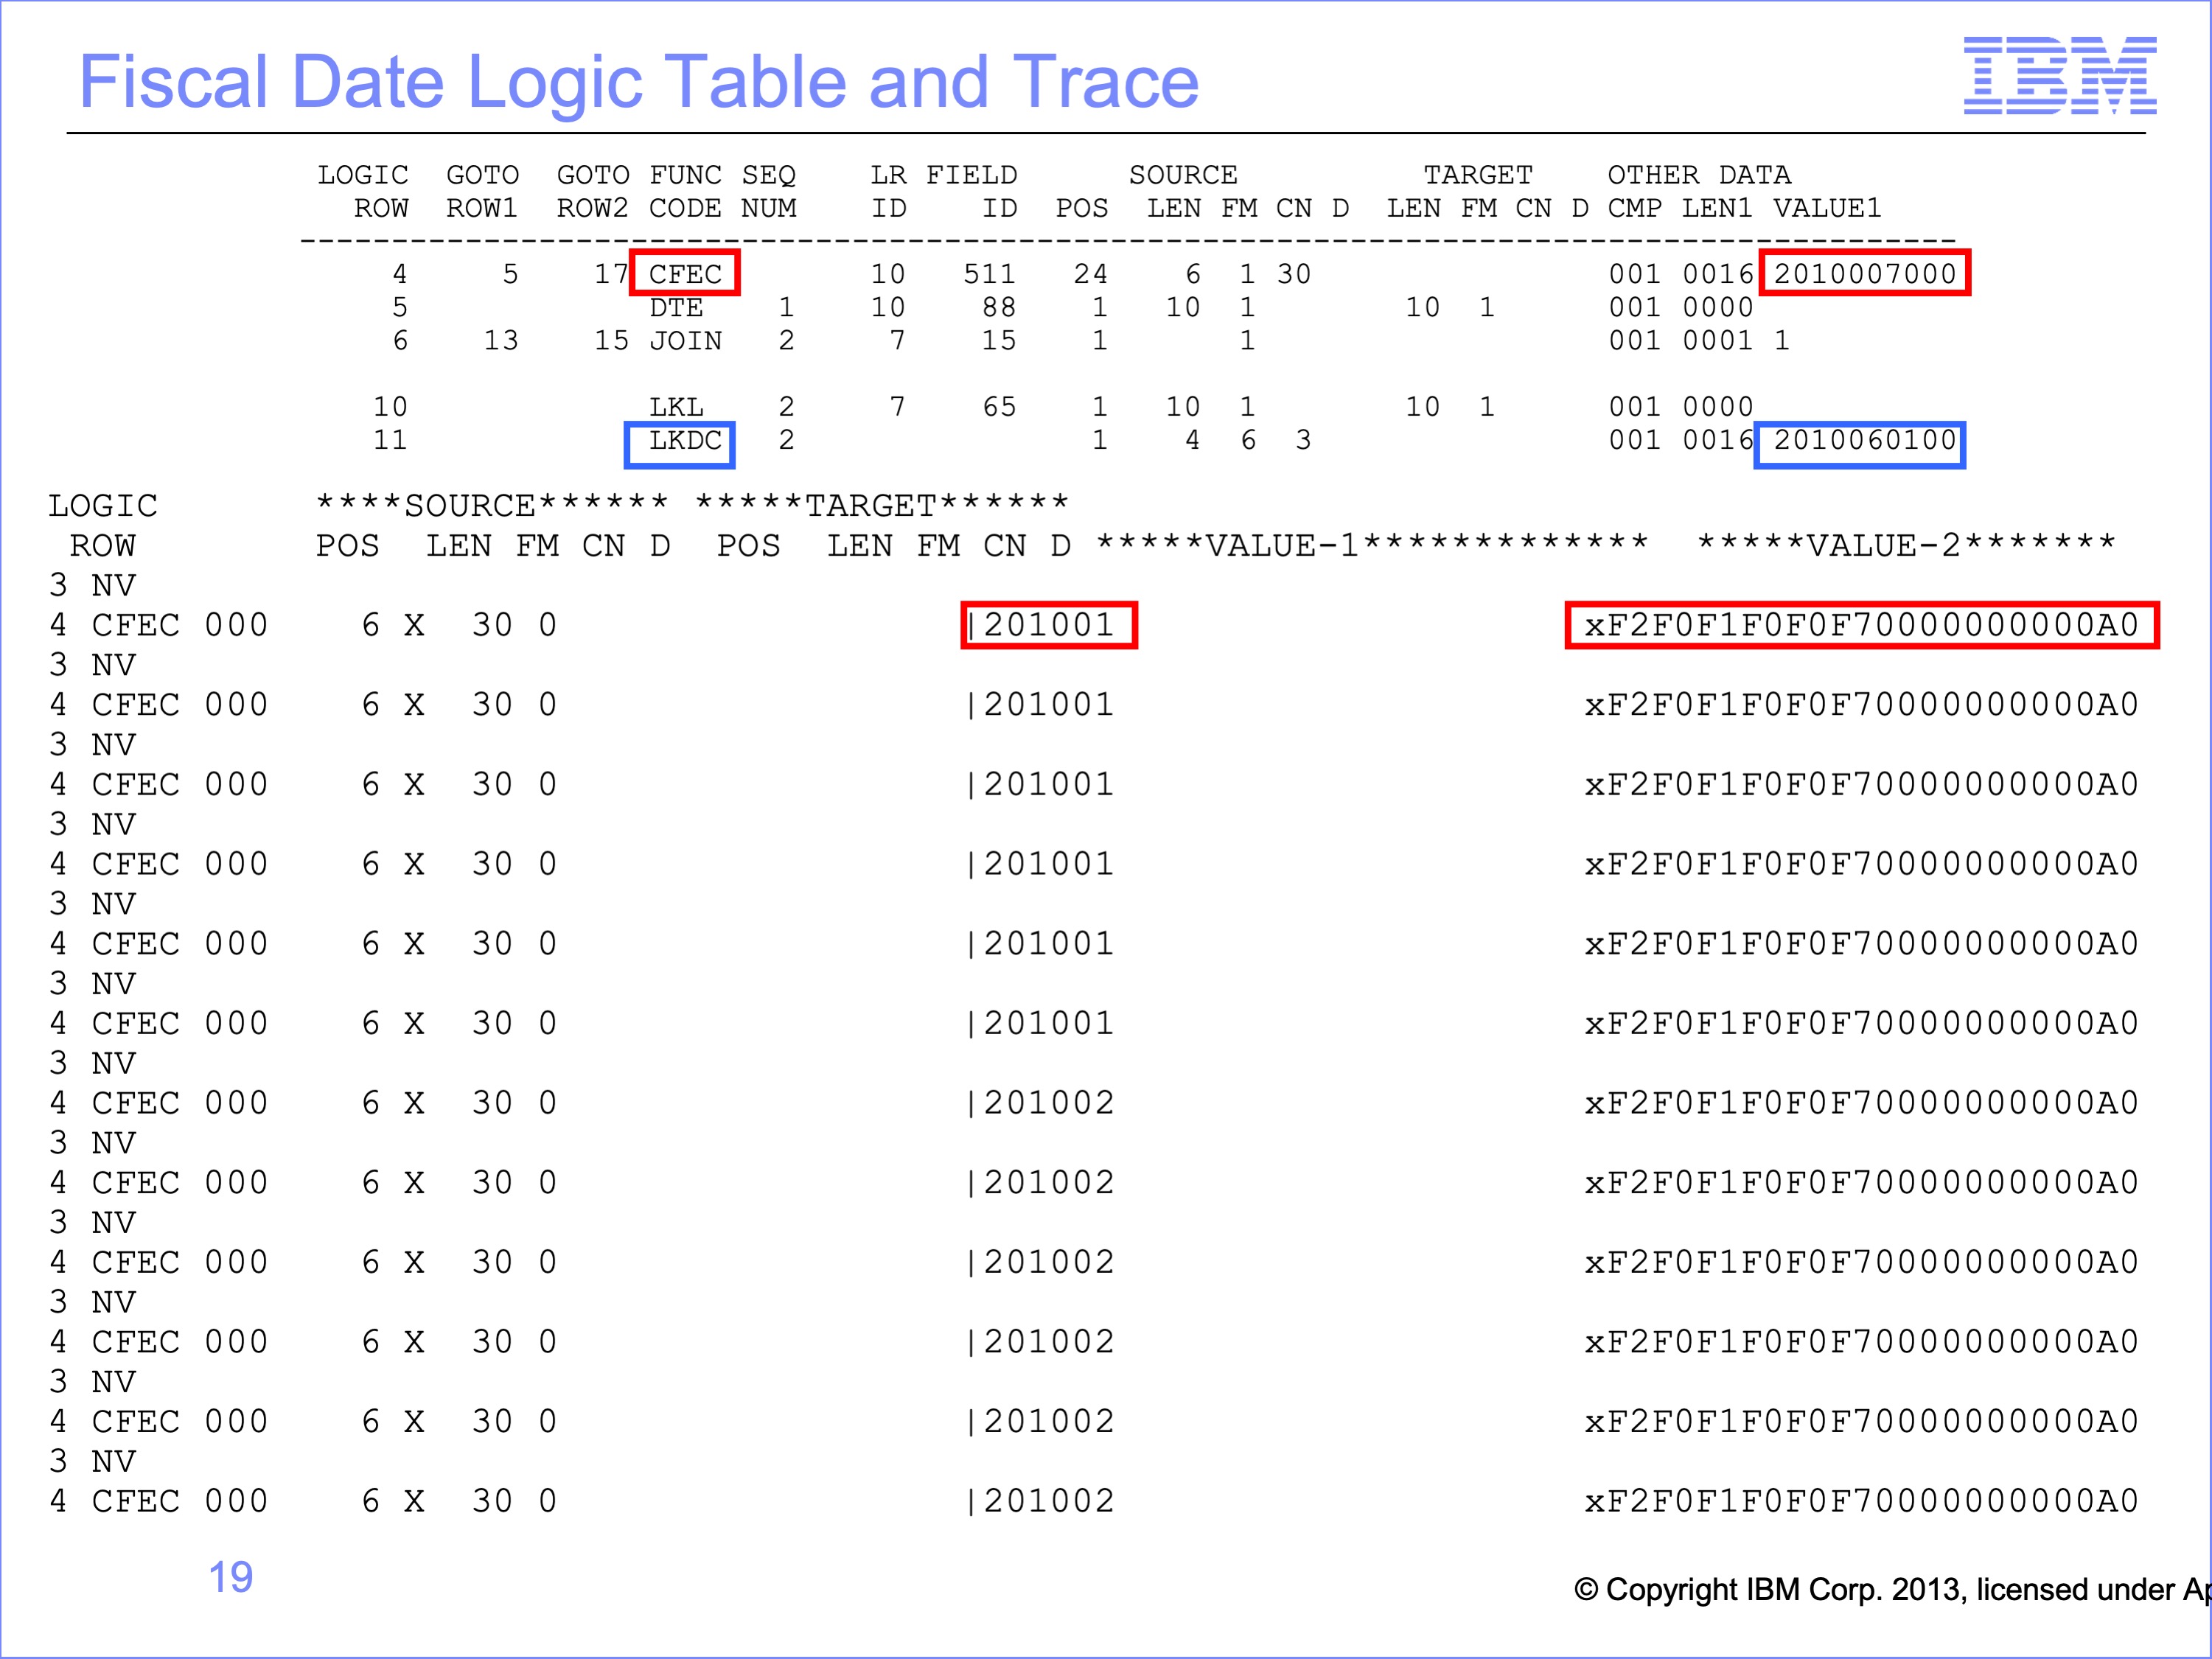 Fiscal Date Logic Table and Trace
IBM
LOGIC GOTO GOTO FUNC SEQ LR FIELD SOURCE TARGET OTHER DATA
ROW ROW1 ROW2 CODE NUM ID ID POS LEN FM CN D LEN FM CN D CMP LEN1 VALUE1
------------------------------------------------------------------------------------------
4 5 17 CFEC 10 511 24 6 1 30 001 0016 2010007000
5 DTE 1 10 88 1 10 1 10 1 001 0000
6 13 15 JOIN 2 7 15 1 1 001 0001 1
10 LKL 2 7 65 1 10 1 10 1 001 0000
11 LKDC 2 1 4 6 3 001 0016 2010060100
LOGIC ****SOURCE****** *****TARGET******
ROW POS LEN FM CN D POS LEN FM CN D *****VALUE-1************* *****VALUE-2*******
3 NV
4 CFEC 000 6 X 30 0 |201001 xF2F0F1F0F0F70000000000A0
3 NV
4 CFEC 000 6 X 30 0 |201001 xF2F0F1F0F0F70000000000A0
3 NV
4 CFEC 000 6 X 30 0 |201001 xF2F0F1F0F0F70000000000A0
3 NV
4 CFEC 000 6 X 30 0 |201001 xF2F0F1F0F0F70000000000A0
3 NV
4 CFEC 000 6 X 30 0 |201001 xF2F0F1F0F0F70000000000A0
3 NV
4 CFEC 000 6 X 30 0 |201001 xF2F0F1F0F0F70000000000A0
3 NV
4 CFEC 000 6 X 30 0 |201002 xF2F0F1F0F0F70000000000A0
3 NV
4 CFEC 000 6 X 30 0 |201002 xF2F0F1F0F0F70000000000A0
3 NV
4 CFEC 000 6 X 30 0 |201002 xF2F0F1F0F0F70000000000A0
3 NV
4 CFEC 000 6 X 30 0 |201002 xF2F0F1F0F0F70000000000A0
3 NV
4 CFEC 000 6 X 30 0 |201002 xF2F0F1F0F0F70000000000A0
3 NV
4 CFEC 000 6 X 30 0 |201002 xF2F0F1F0F0F70000000000A0
19
© Copyright IBM Corp. 2013, licensed under